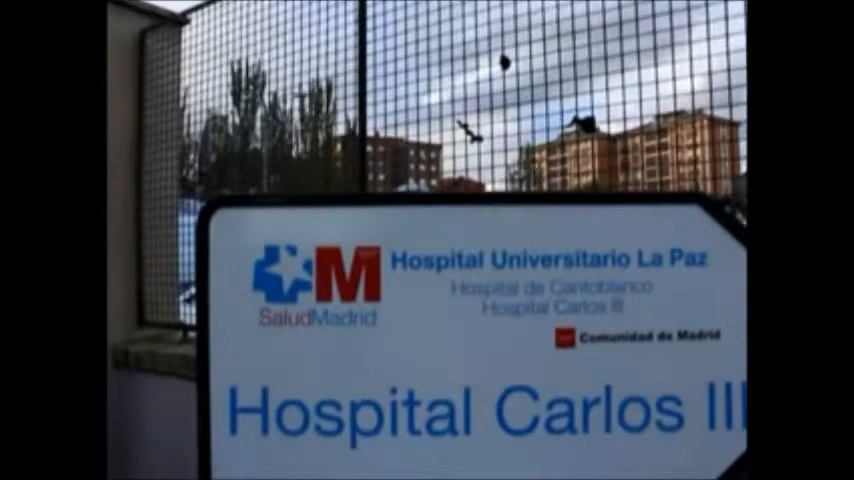 M
SaludMadrid
Hospital Universitario La Paz
Hospital de Cantoblanco
Hospital Carlos III
Comunidad de Madrid
Hospital Carlos III